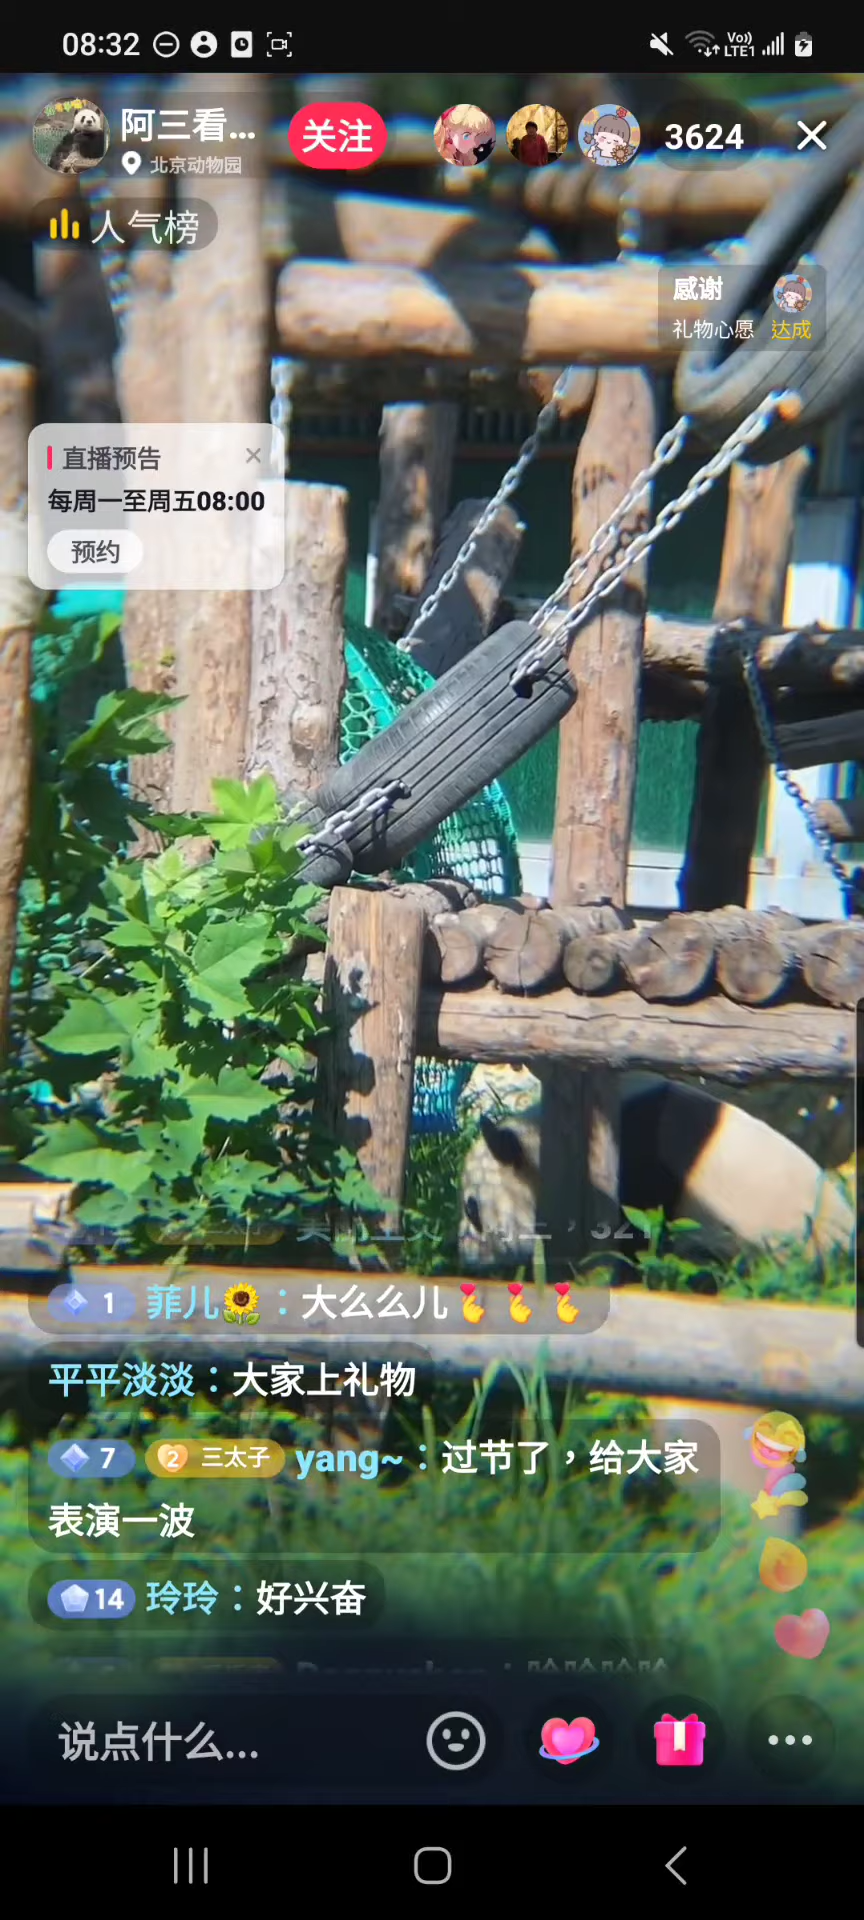 08:32
Vo))
LTE1
阿三看...
关注
3624
北京动物园
人气榜
感谢
礼物心愿 达成
直播预告
每周一至周五08:00
预约
1 菲儿🌻：大么么儿🫰🫰🫰
平平淡淡：大家上礼物
7 2 三太子 yang~：过节了，给大家
表演一波
14 玲玲：好兴奋
说点什么...